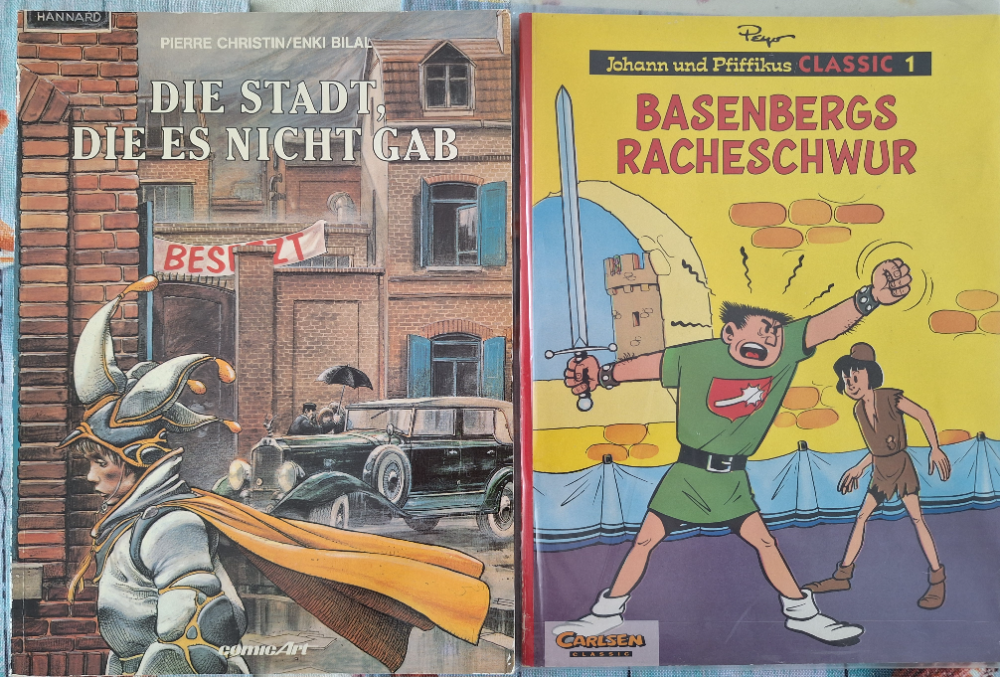 HANNARD
PIERRE CHRISTIN/ENKI BILAL
DIE STADT,
DIE ES NICHT GAB
BESETZT
comicArt
Peyo
Johann und Pfiffikus CLASSIC 1
BASENBERGS
RACHESCHWUR
CARLSEN
CLASSIC